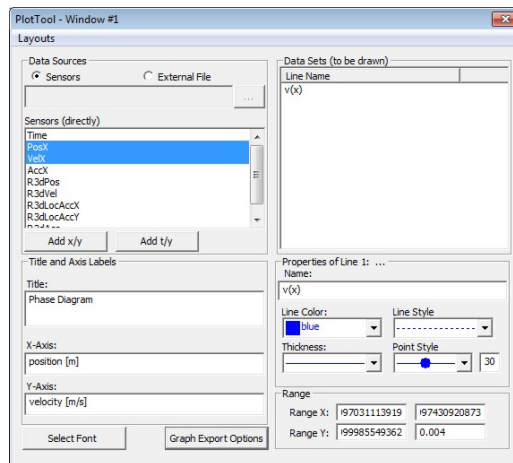 PlotTool - Window #1
Layouts
Data Sources
Sensors
External File
...
Sensors (directly)
Time
PosX
VelX
AccX
R3dPos
R3dVel
R3dLocAccX
R3dLocAccY
Add x/y
Add t/y
Title and Axis Labels
Title:
Phase Diagram
X-Axis:
position [m]
Y-Axis:
velocity [m/s]
Select Font
Graph Export Options
Data Sets (to be drawn)
Line Name
v(x)
Properties of Line 1: ...
Name:
v(x)
Line Color:
Line Style
blue
Thickness:
Point Style
30
Range
Range X:
97031113919
97430920873
Range Y:
99985549362
0.004